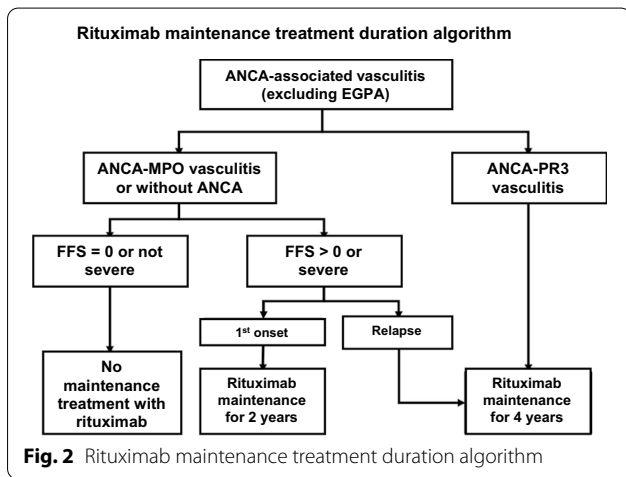 Rituximab maintenance treatment duration algorithm
ANCA-associated vasculitis
(excluding EGPA)
ANCA-MPO vasculitis
or without ANCA
ANCA-PR3
vasculitis
FFS = 0 or not
severe
FFS > 0 or
severe
1st onset
Relapse
No
maintenance
treatment with
rituximab
Rituximab
maintenance
for 2 years
Rituximab
maintenance
for 4 years
Fig. 2 Rituximab maintenance treatment duration algorithm